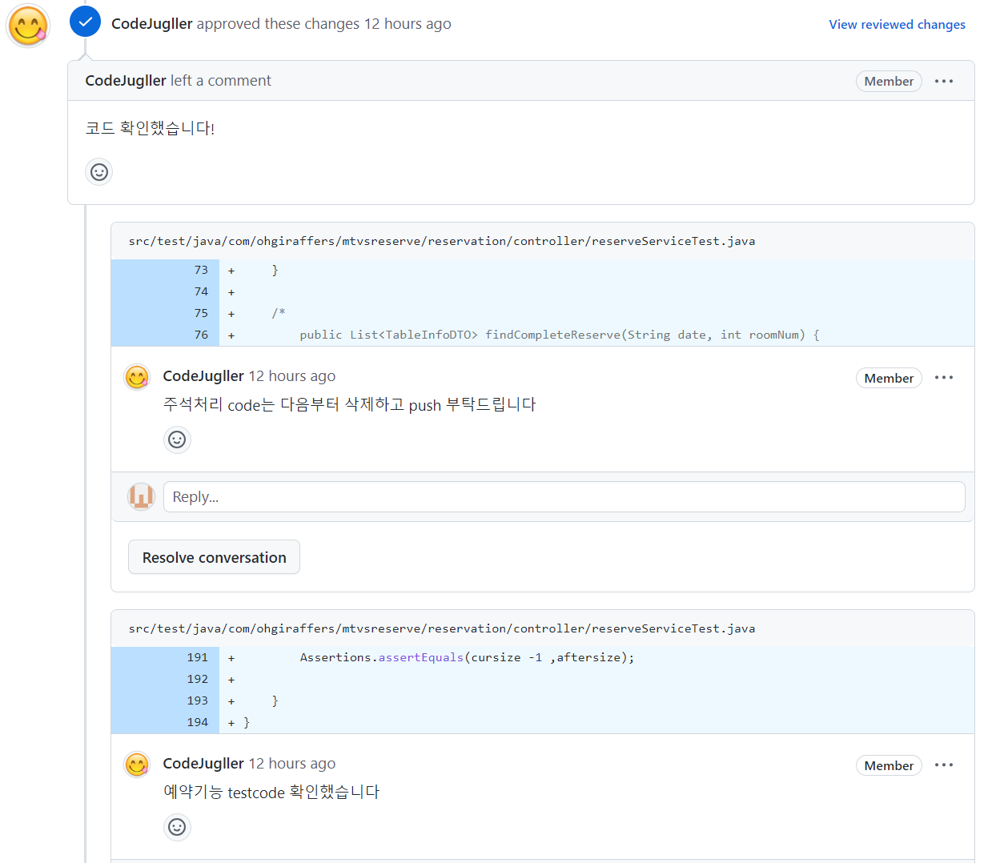 CodeJugller approved these changes 12 hours ago
View reviewed changes
CodeJugller left a comment
Member
코드 확인했습니다!
src/test/java/com/ohgiraffers/mtvsreserve/reservation/controller/reserveServiceTest.java
73 + }
74 +
75 + /*
76 + public List<TableInfoDTO> findCompleteReserve(String date, int roomNum) {
CodeJugller 12 hours ago
Member
주석처리 code는 다음부터 삭제하고 push 부탁드립니다
Reply...
Resolve conversation
src/test/java/com/ohgiraffers/mtvsreserve/reservation/controller/reserveServiceTest.java
191 + Assertions.assertEquals(cursize -1 ,aftersize);
192 +
193 + }
194 + }
CodeJugller 12 hours ago
Member
예약기능 testcode 확인했습니다